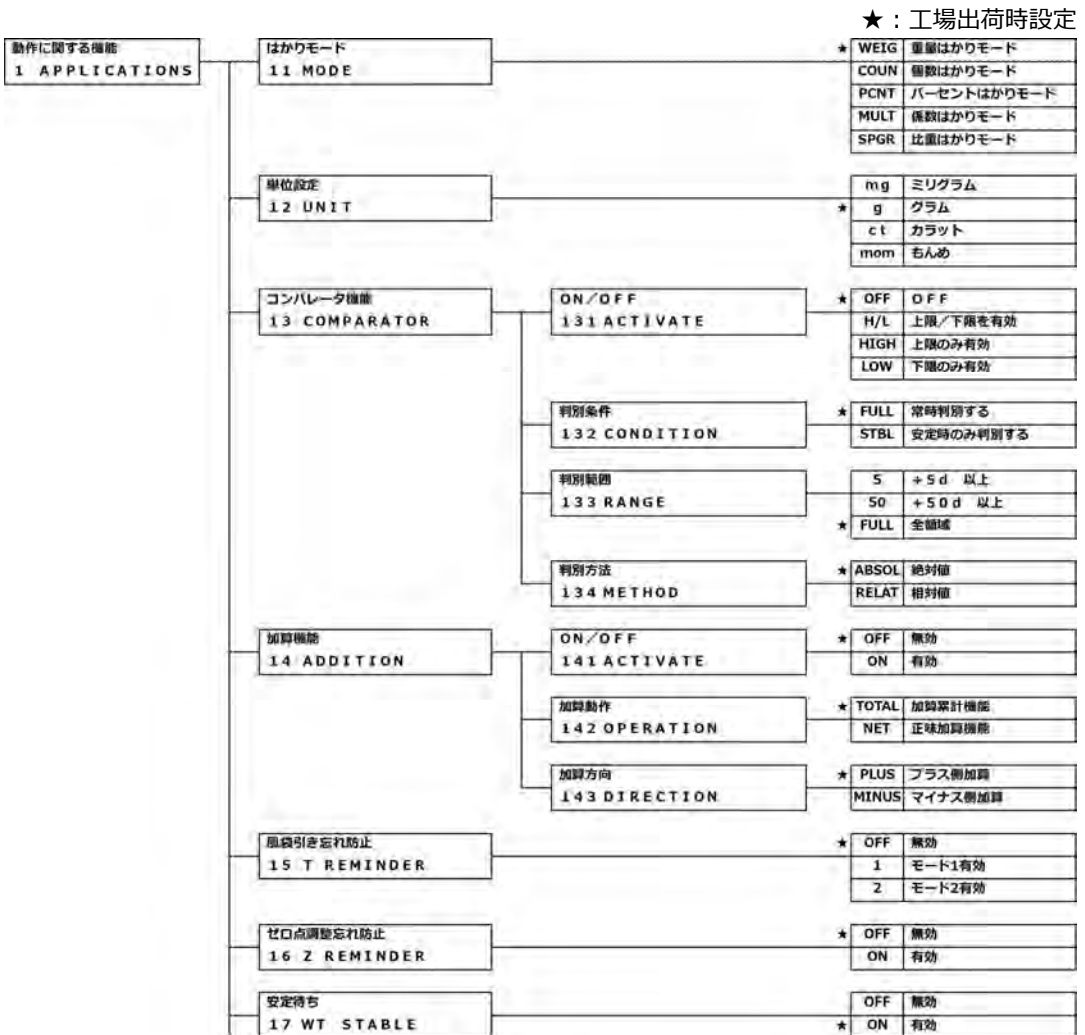 ★：工場出荷時設定
動作に関する機能
1 APPLICATIONS
はかりモード
11 MODE
★ WEIG 重量はかりモード
COUN 個数はかりモード
PCNT パーセントはかりモード
MULT 係数はかりモード
SPGR 比重はかりモード
単位設定
12 UNIT
mg ミリグラム
★ g グラム
ct カラット
mom もんめ
コンパレータ機能
13 COMPARATOR
ON／OFF
131 ACTIVATE
★ OFF OFF
H/L 上限／下限を有効
HIGH 上限のみ有効
LOW 下限のみ有効
判別条件
132 CONDITION
★ FULL 常時判別する
STBL 安定時のみ判別する
判別範囲
133 RANGE
5 +5d 以上
50 +50d 以上
★ FULL 全領域
判別方法
134 METHOD
★ ABSOL 絶対値
RELAT 相対値
加算機能
14 ADDITION
ON／OFF
141 ACTIVATE
★ OFF 無効
ON 有効
加算動作
142 OPERATION
★ TOTAL 加算累計機能
NET 正味加算機能
加算方向
143 DIRECTION
★ PLUS プラス側加算
MINUS マイナス側加算
風袋引き忘れ防止
15 T REMINDER
★ OFF 無効
1 モード1有効
2 モード2有効
ゼロ点調整忘れ防止
16 Z REMINDER
★ OFF 無効
ON 有効
安定待ち
17 WT STABLE
OFF 無効
★ ON 有効